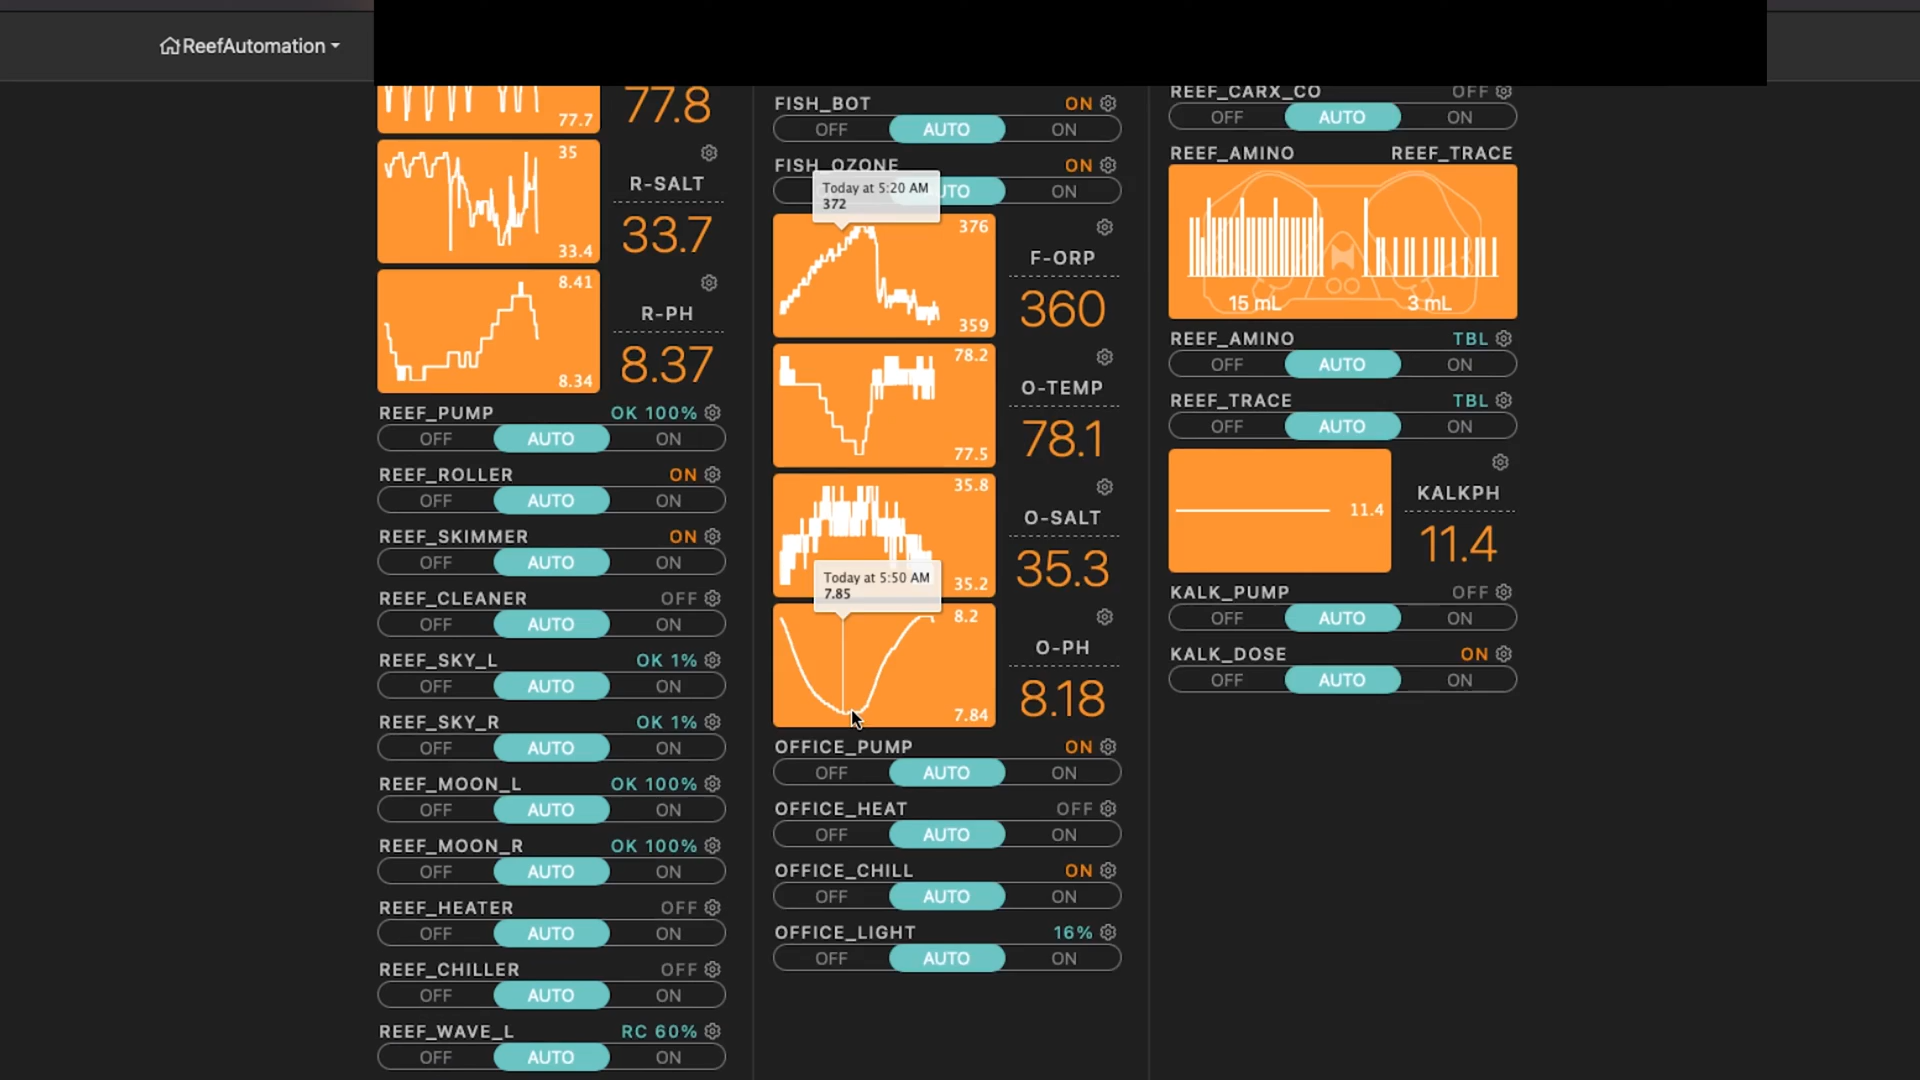 ReefAutomation
77.7
77.8
35
33.4
R-SALT
33.7
8.41
8.34
R-PH
8.37
REEF_PUMP OK 100%
OFF AUTO ON
REEF_ROLLER ON
OFF AUTO ON
REEF_SKIMMER ON
OFF AUTO ON
REEF_CLEANER OFF
OFF AUTO ON
REEF_SKY_L OK 1%
OFF AUTO ON
REEF_SKY_R OK 1%
OFF AUTO ON
REEF_MOON_L OK 100%
OFF AUTO ON
REEF_MOON_R OK 100%
OFF AUTO ON
REEF_HEATER OFF
OFF AUTO ON
REEF_CHILLER OFF
OFF AUTO ON
REEF_WAVE_L RC 60%
OFF AUTO ON
FISH_BOT ON
OFF AUTO ON
FISH_OZONE ON
UTO ON
Today at 5:20 AM
372
376
359
F-ORP
360
78.2
77.5
O-TEMP
78.1
35.8
35.2
O-SALT
35.3
Today at 5:50 AM
7.85
8.2
7.84
O-PH
8.18
OFFICE_PUMP ON
OFF AUTO ON
OFFICE_HEAT OFF
OFF AUTO ON
OFFICE_CHILL ON
OFF AUTO ON
OFFICE_LIGHT 16%
OFF AUTO ON
REEF_CARX_CO OFF
OFF AUTO ON
REEF_AMINO REEF_TRACE
15 mL 3 mL
REEF_AMINO TBL
OFF AUTO ON
REEF_TRACE TBL
OFF AUTO ON
11.4
KALKPH
11.4
KALK_PUMP OFF
OFF AUTO ON
KALK_DOSE ON
OFF AUTO ON